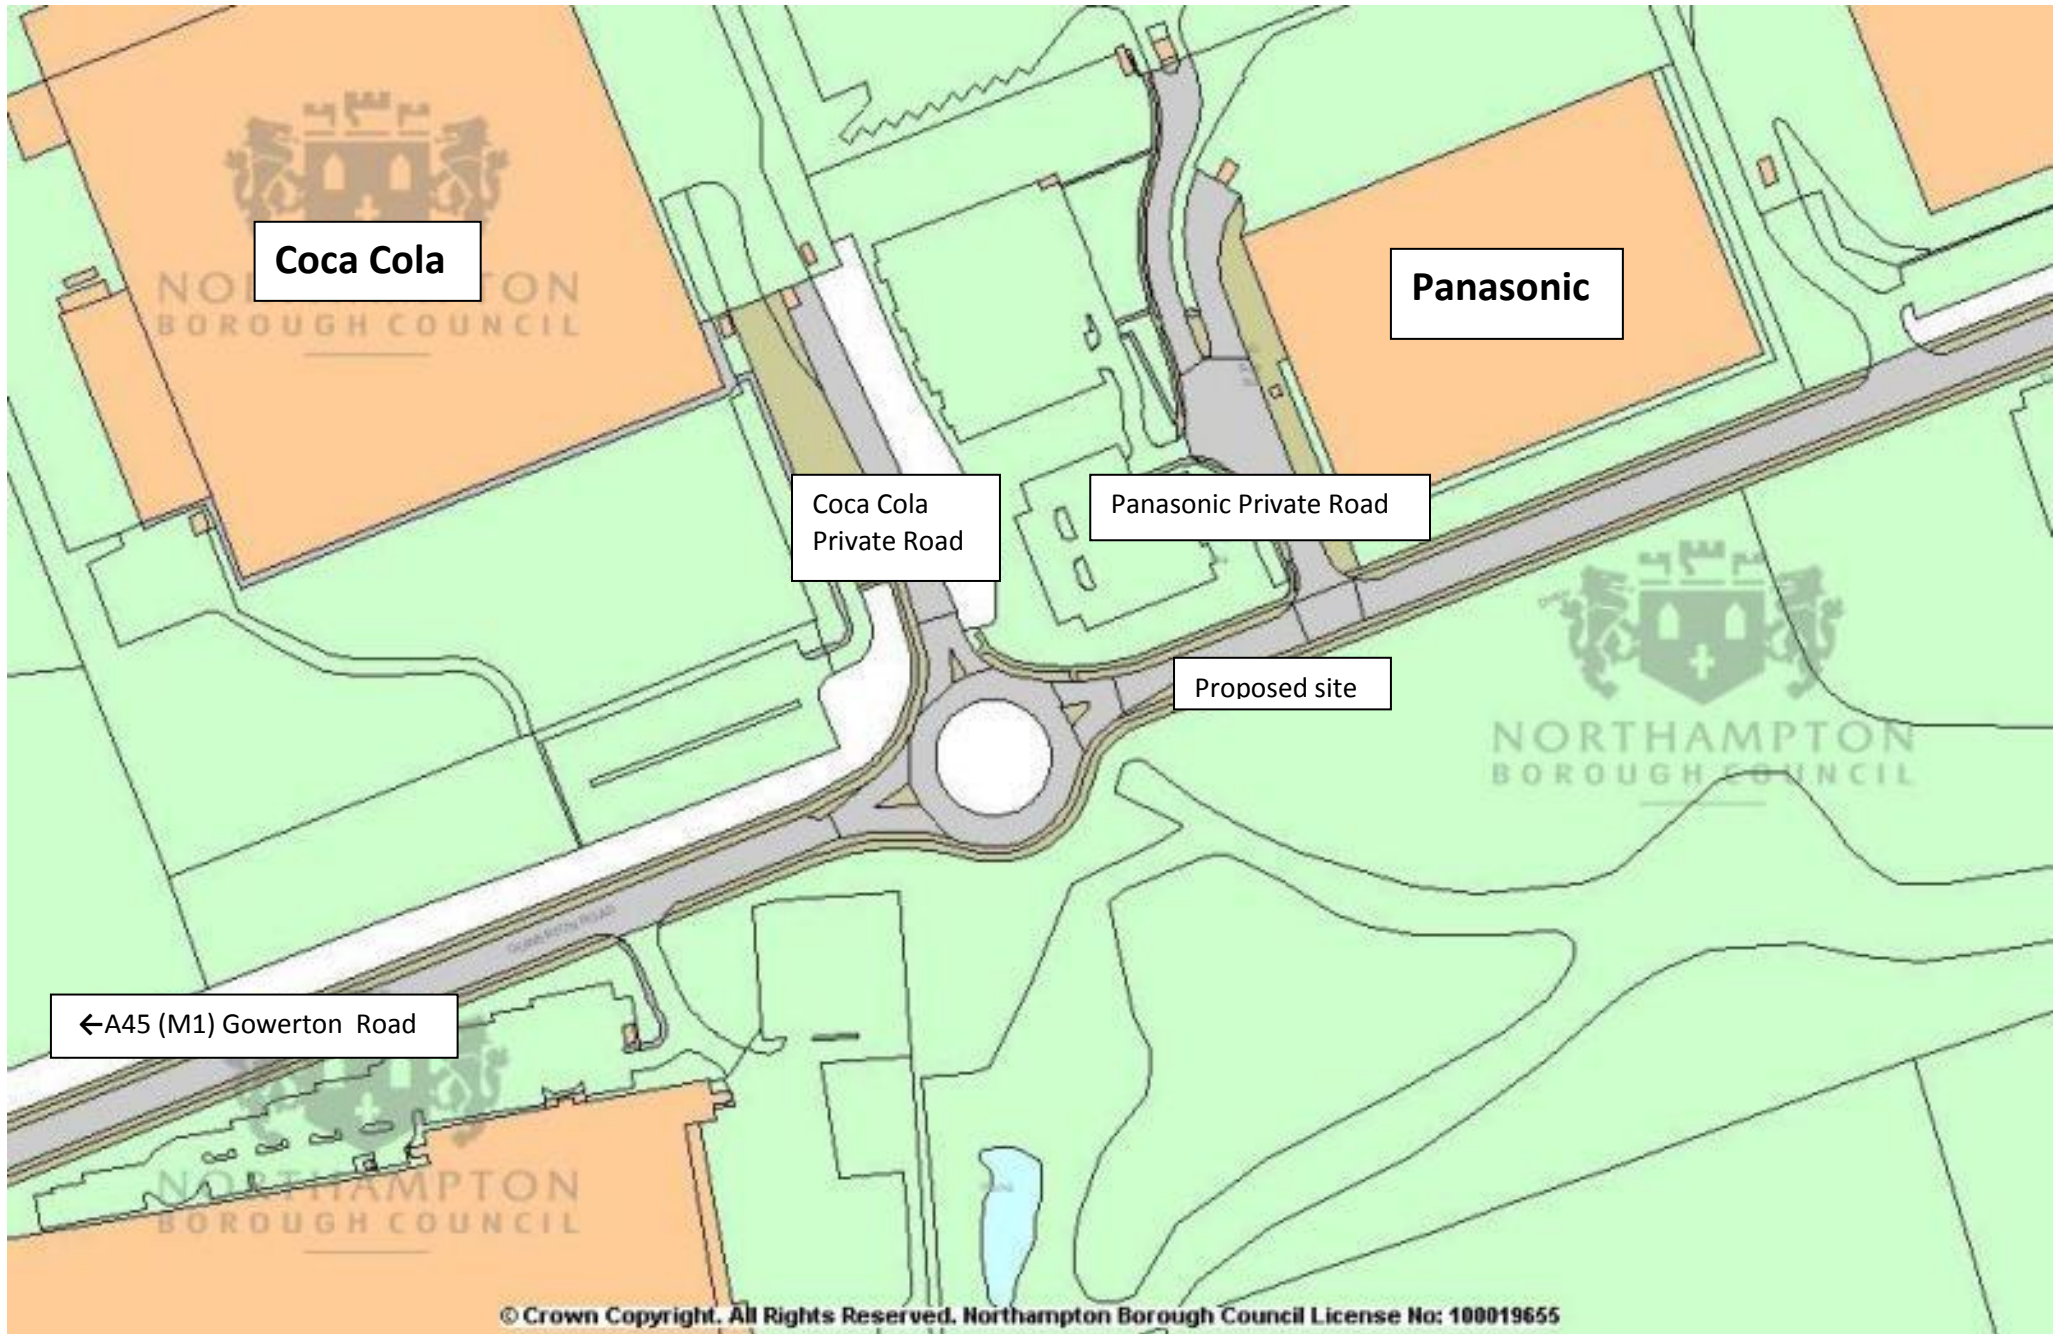 NORTHAMPTON
BOROUGH COUNCIL
Coca Cola
Panasonic
Coca Cola
Private Road
Panasonic Private Road
Proposed site
NORTHAMPTON
BOROUGH COUNCIL
←A45 (M1) Gowerton  Road
NORTHAMPTON
BOROUGH COUNCIL
© Crown Copyright. All Rights Reserved. Northampton Borough Council License No: 100019655